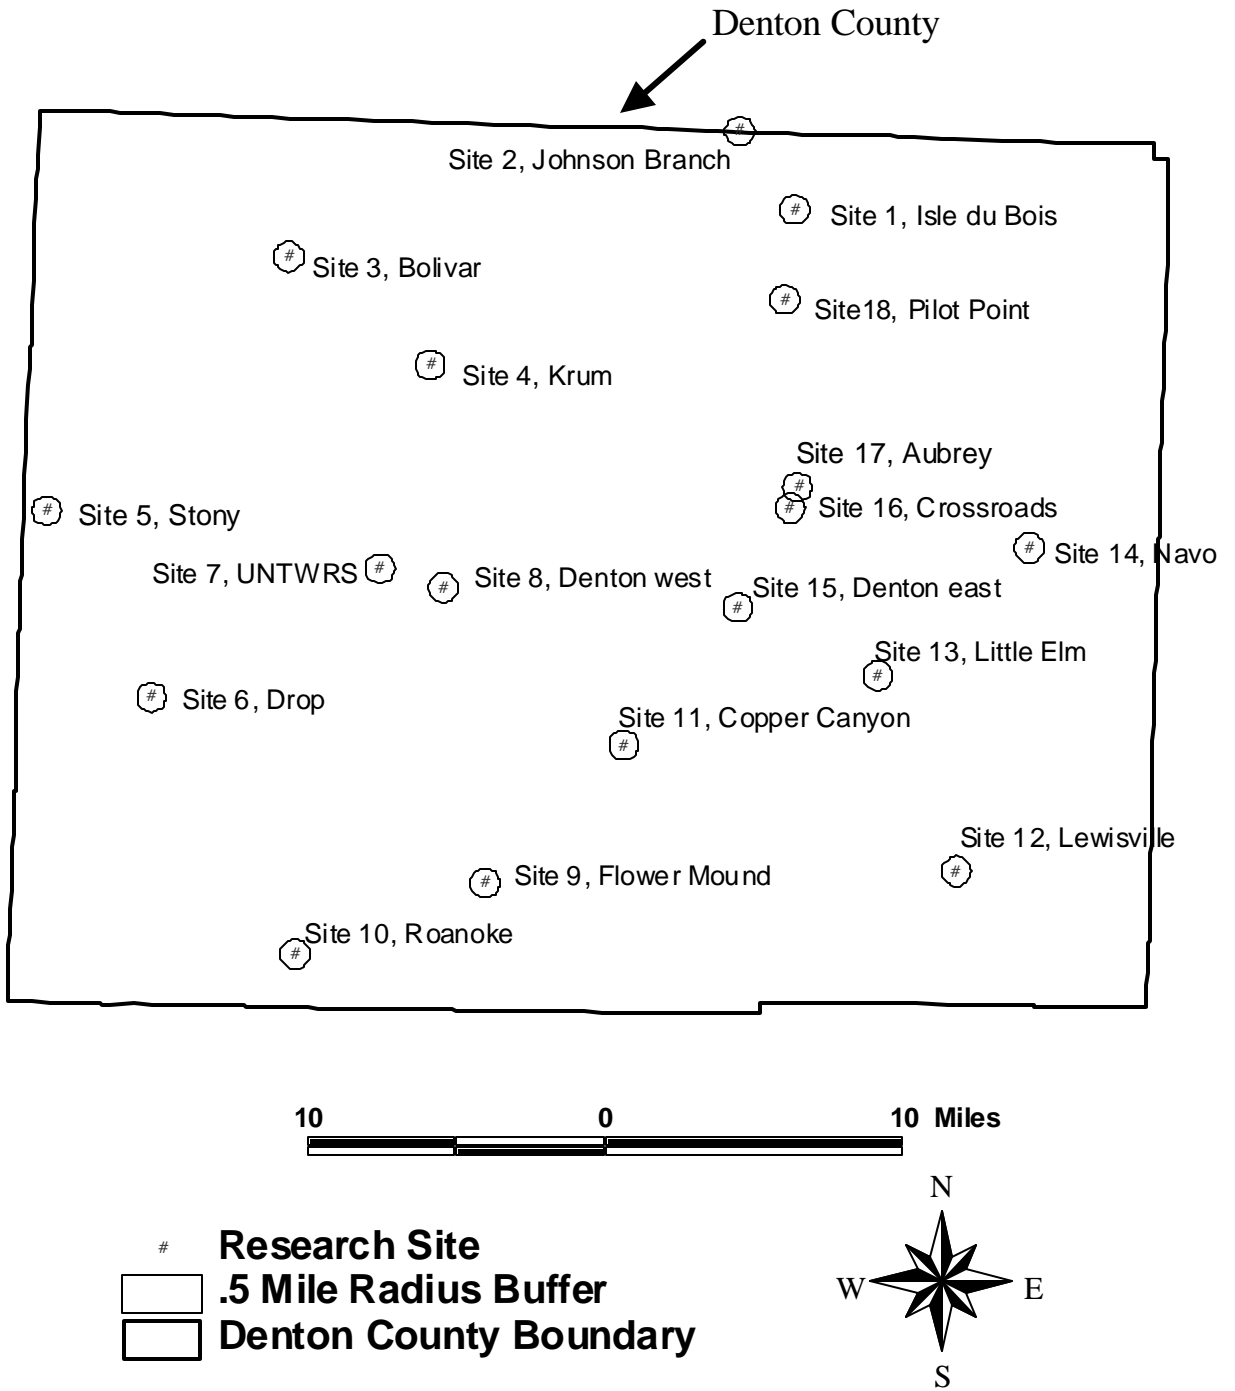 Denton County
Site 2, Johnson Branch
#
Site 1, Isle du Bois
#
Site 3, Bolivar
#
Site18, Pilot Point
#
Site 4, Krum
#
Site 17, Aubrey
#
Site 16, Crossroads
#
Site 5, Stony
#
Site 14, Navo
#
Site 7, UNTWRS
#
Site 8, Denton west
#
Site 15, Denton east
#
Site 13, Little Elm
#
Site 6, Drop
#
Site 11, Copper Canyon
#
Site 12, Lewisville
#
Site 9, Flower Mound
#
Site 10, Roanoke
#
10 0 10 Miles
N
W E
S
# Research Site
.5 Mile Radius Buffer
Denton County Boundary